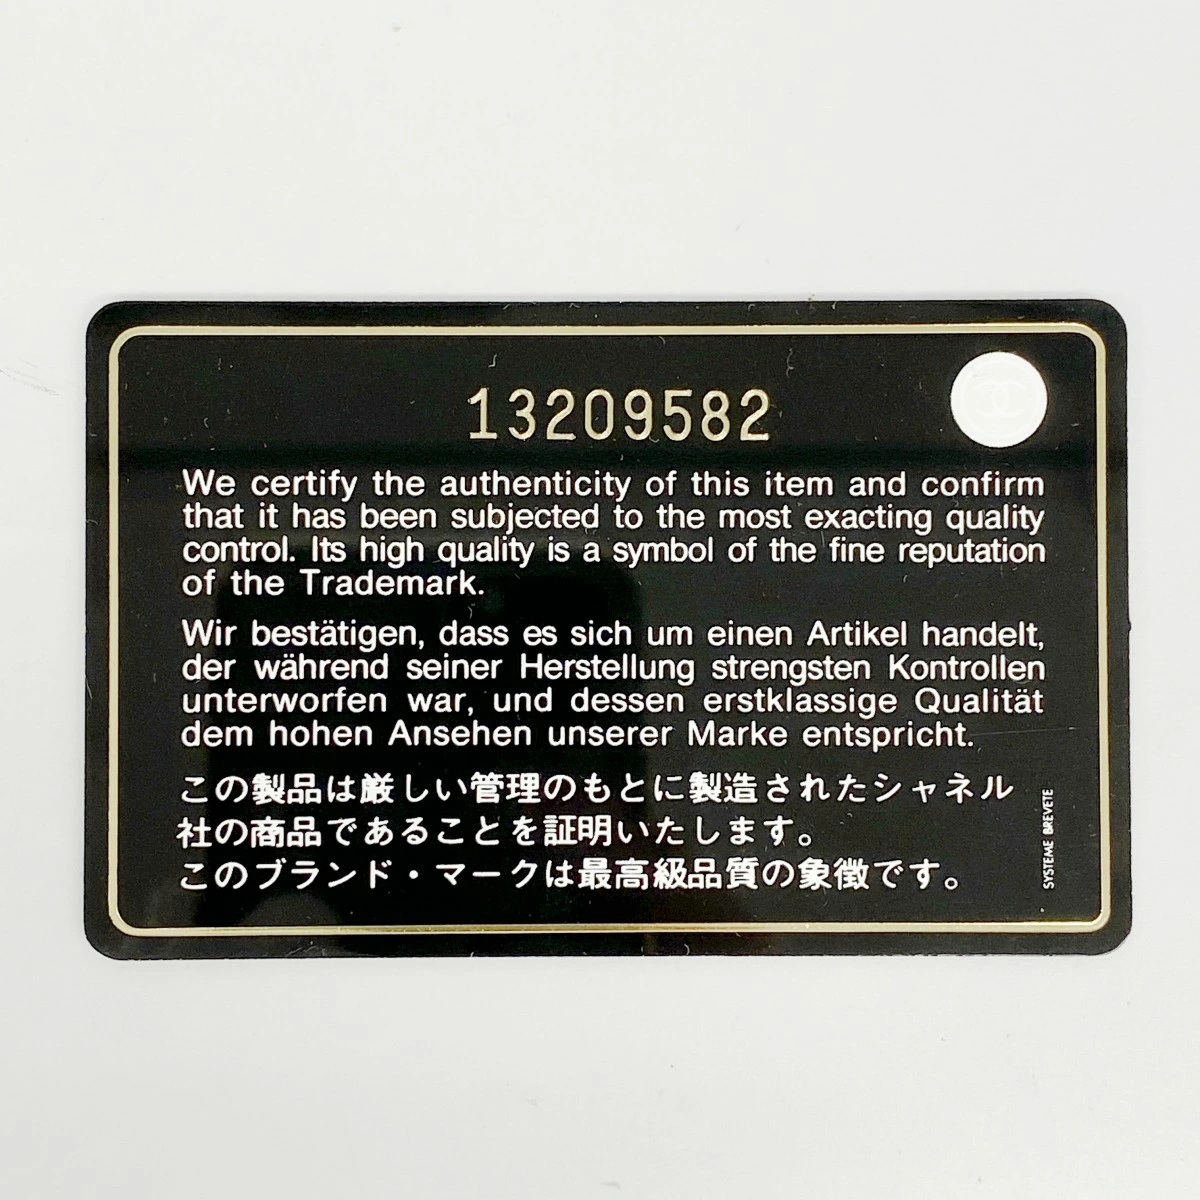 13209582
We certify the authenticity of this item and confirm
that it has been subjected to the most exacting quality
control. Its high quality is a symbol of the fine reputation
of the Trademark.
Wir bestätigen, dass es sich um einen Artikel handelt,
der während seiner Herstellung strengsten Kontrollen
unterworfen war, und dessen erstklassige Qualität
dem hohen Ansehen unserer Marke entspricht.
この製品は厳しい管理のもとに製造されたシャネル
社の商品であることを証明いたします。
このブランド・マークは最高級品質の象徴です。
SYSTEME BREVETE